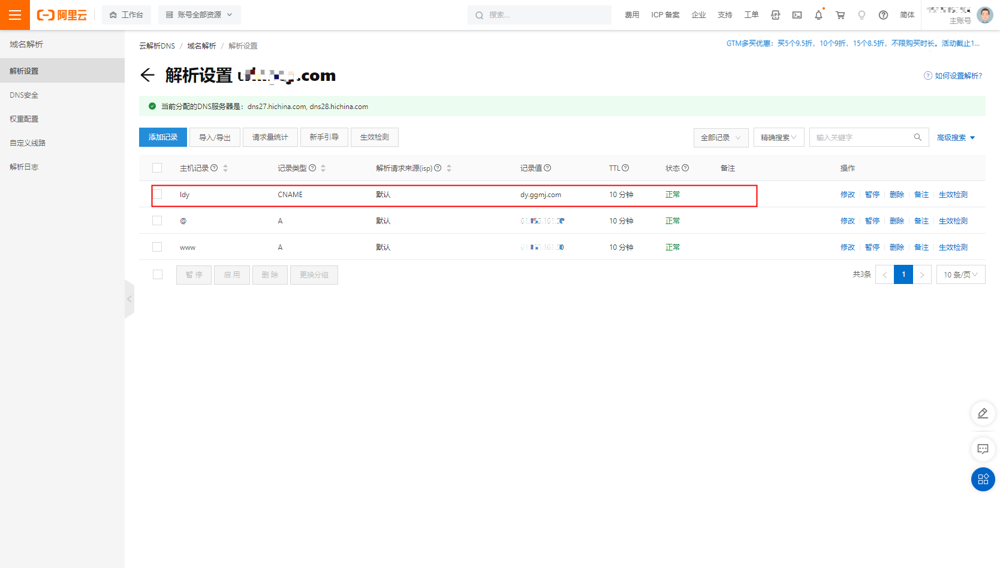 阿里云
工作台
账号全部资源
搜索...
费用
ICP 备案
企业
支持
工单
简体
主账号
域名解析
解析设置
DNS安全
权重配置
自定义线路
解析日志
云解析DNS / 域名解析 / 解析设置
GTM多买优惠：买5个9.5折，10个9折，15个8.5折，不限购买时长。活动截止1...
解析设置 .com
如何设置解析?
当前分配的DNS服务器是：dns27.hichina.com, dns28.hichina.com
添加记录 导入/导出 请求量统计 新手引导 生效检测 全部记录 精确搜索 输入关键字 高级搜索
主机记录 记录类型 解析请求来源(isp) 记录值 TTL 状态 备注 操作
ldy CNAME 默认 dy.ggmj.com 10 分钟 正常 修改 暂停 删除 备注 生效检测
@ A 默认 10 分钟 正常 修改 暂停 删除 备注 生效检测
www A 默认 10 分钟 正常 修改 暂停 删除 备注 生效检测
暂停 启用 删除 更换分组 共3条 < 1 > 10 条/页